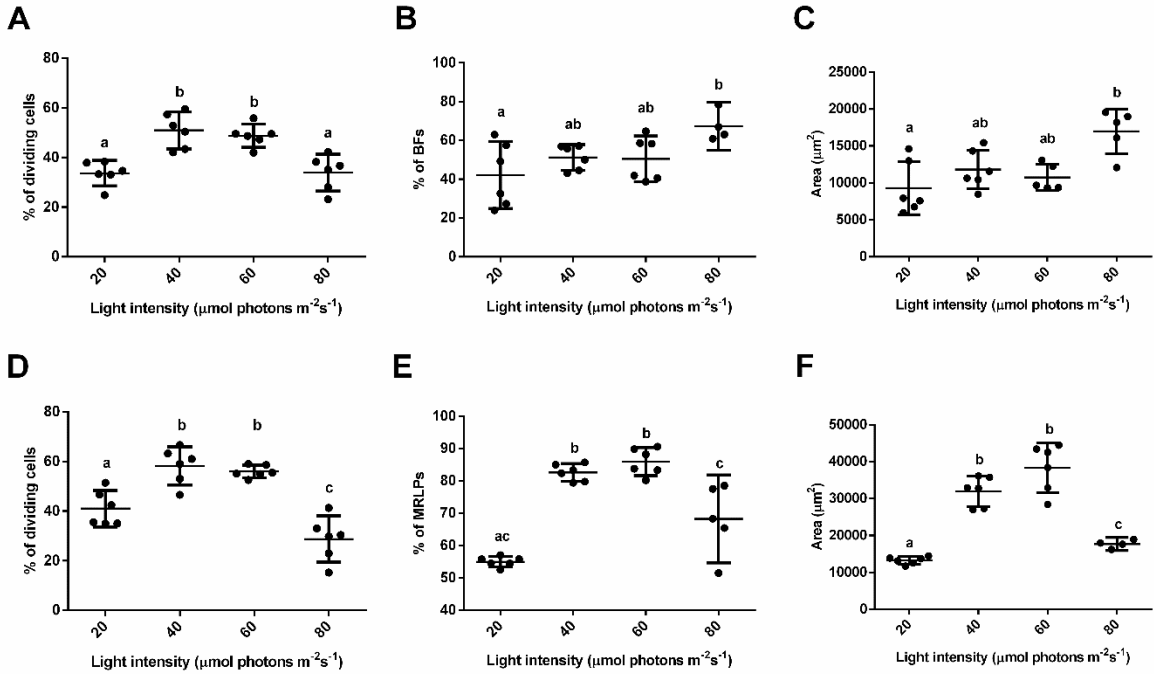 A
% of dividing cells
80
60
40
20
0
a
b
b
a
20
40
60
80
Light intensity (μmol photons m-2s-1)
B
% of BFs
100
80
60
40
20
0
a
ab
ab
b
20
40
60
80
Light intensity (μmol photons m-2s-1)
C
Area (μm2)
25000
20000
15000
10000
5000
0
a
ab
ab
b
20
40
60
80
Light intensity (μmol photons m-2s-1)
D
% of dividing cells
80
60
40
20
0
a
b
b
c
20
40
60
80
Light intensity (μmol photons m-2s-1)
E
% of MRLPs
100
90
80
70
60
50
40
ac
b
b
c
20
40
60
80
Light intensity (μmol photons m-2s-1)
F
Area (μm2)
50000
40000
30000
20000
10000
0
a
b
b
c
20
40
60
80
Light intensity (μmol photons m-2s-1)